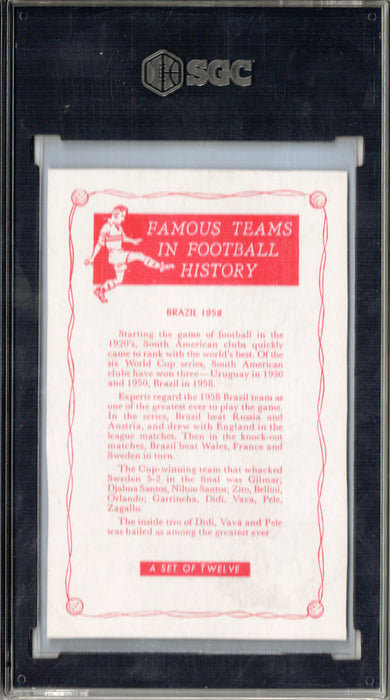 SGC
FAMOUS TEAMS
IN FOOTBALL
HISTORY
BRAZIL 1958
Starting the game of football in the
1920's, South American clubs quickly
came to rank with the world's best. Of the
six World Cup series, South American
clubs have won three—Uruguay in 1930
and 1950, Brazil in 1958.
Experts regard the 1958 Brazil team as
one of the greatest ever to play the game.
In the series, Brazil beat Russia and
Austria, and drew with England in the
league matches. Then in the knock-out
matches, Brazil beat Wales, France and
Sweden in turn.
The Cup-winning team that whacked
Sweden 5-2 in the final was Gilmar;
Djalma Santos, Nilton Santos; Zito, Bellini,
Orlando; Garrincha, Didi, Vava, Pele,
Zagallo.
The inside trio of Didi, Vava and Pele
was hailed as among the greatest ever
A SET OF TWELVE